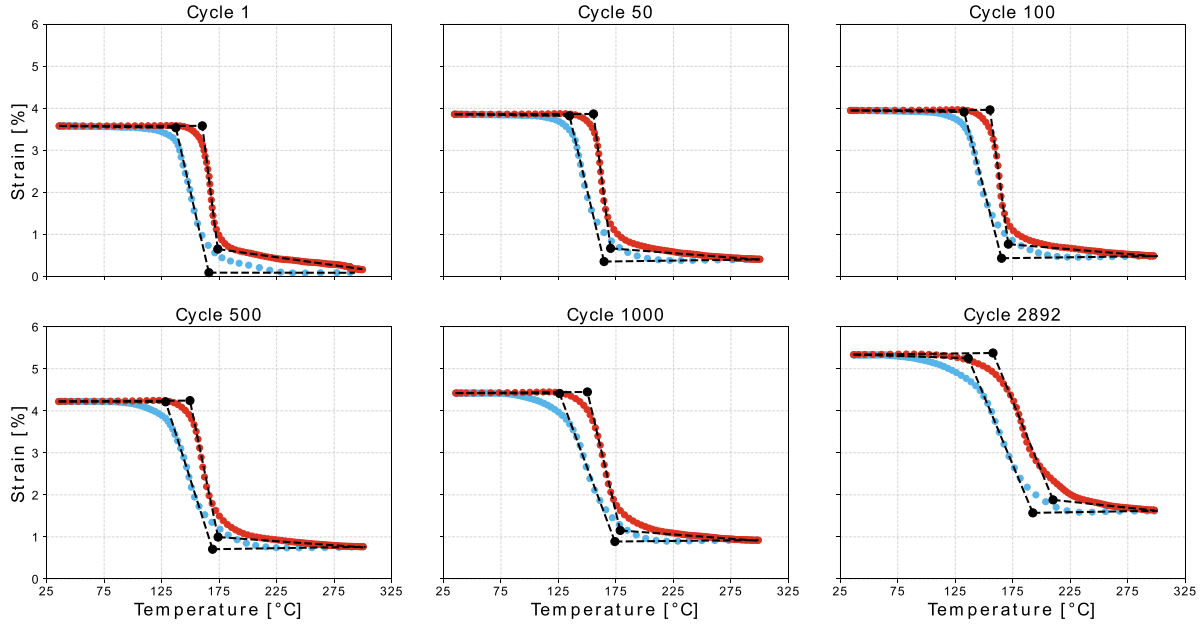 Cycle 1
Cycle 50
Cycle 100
6
5
4
3
2
1
0
Strain [%]
Cycle 500
Cycle 1000
Cycle 2892
6
5
4
3
2
1
0
Strain [%]
25 75 125 175 225 275 325
25 75 125 175 225 275 325
25 75 125 175 225 275 325
Temperature [°C]
Temperature [°C]
Temperature [°C]